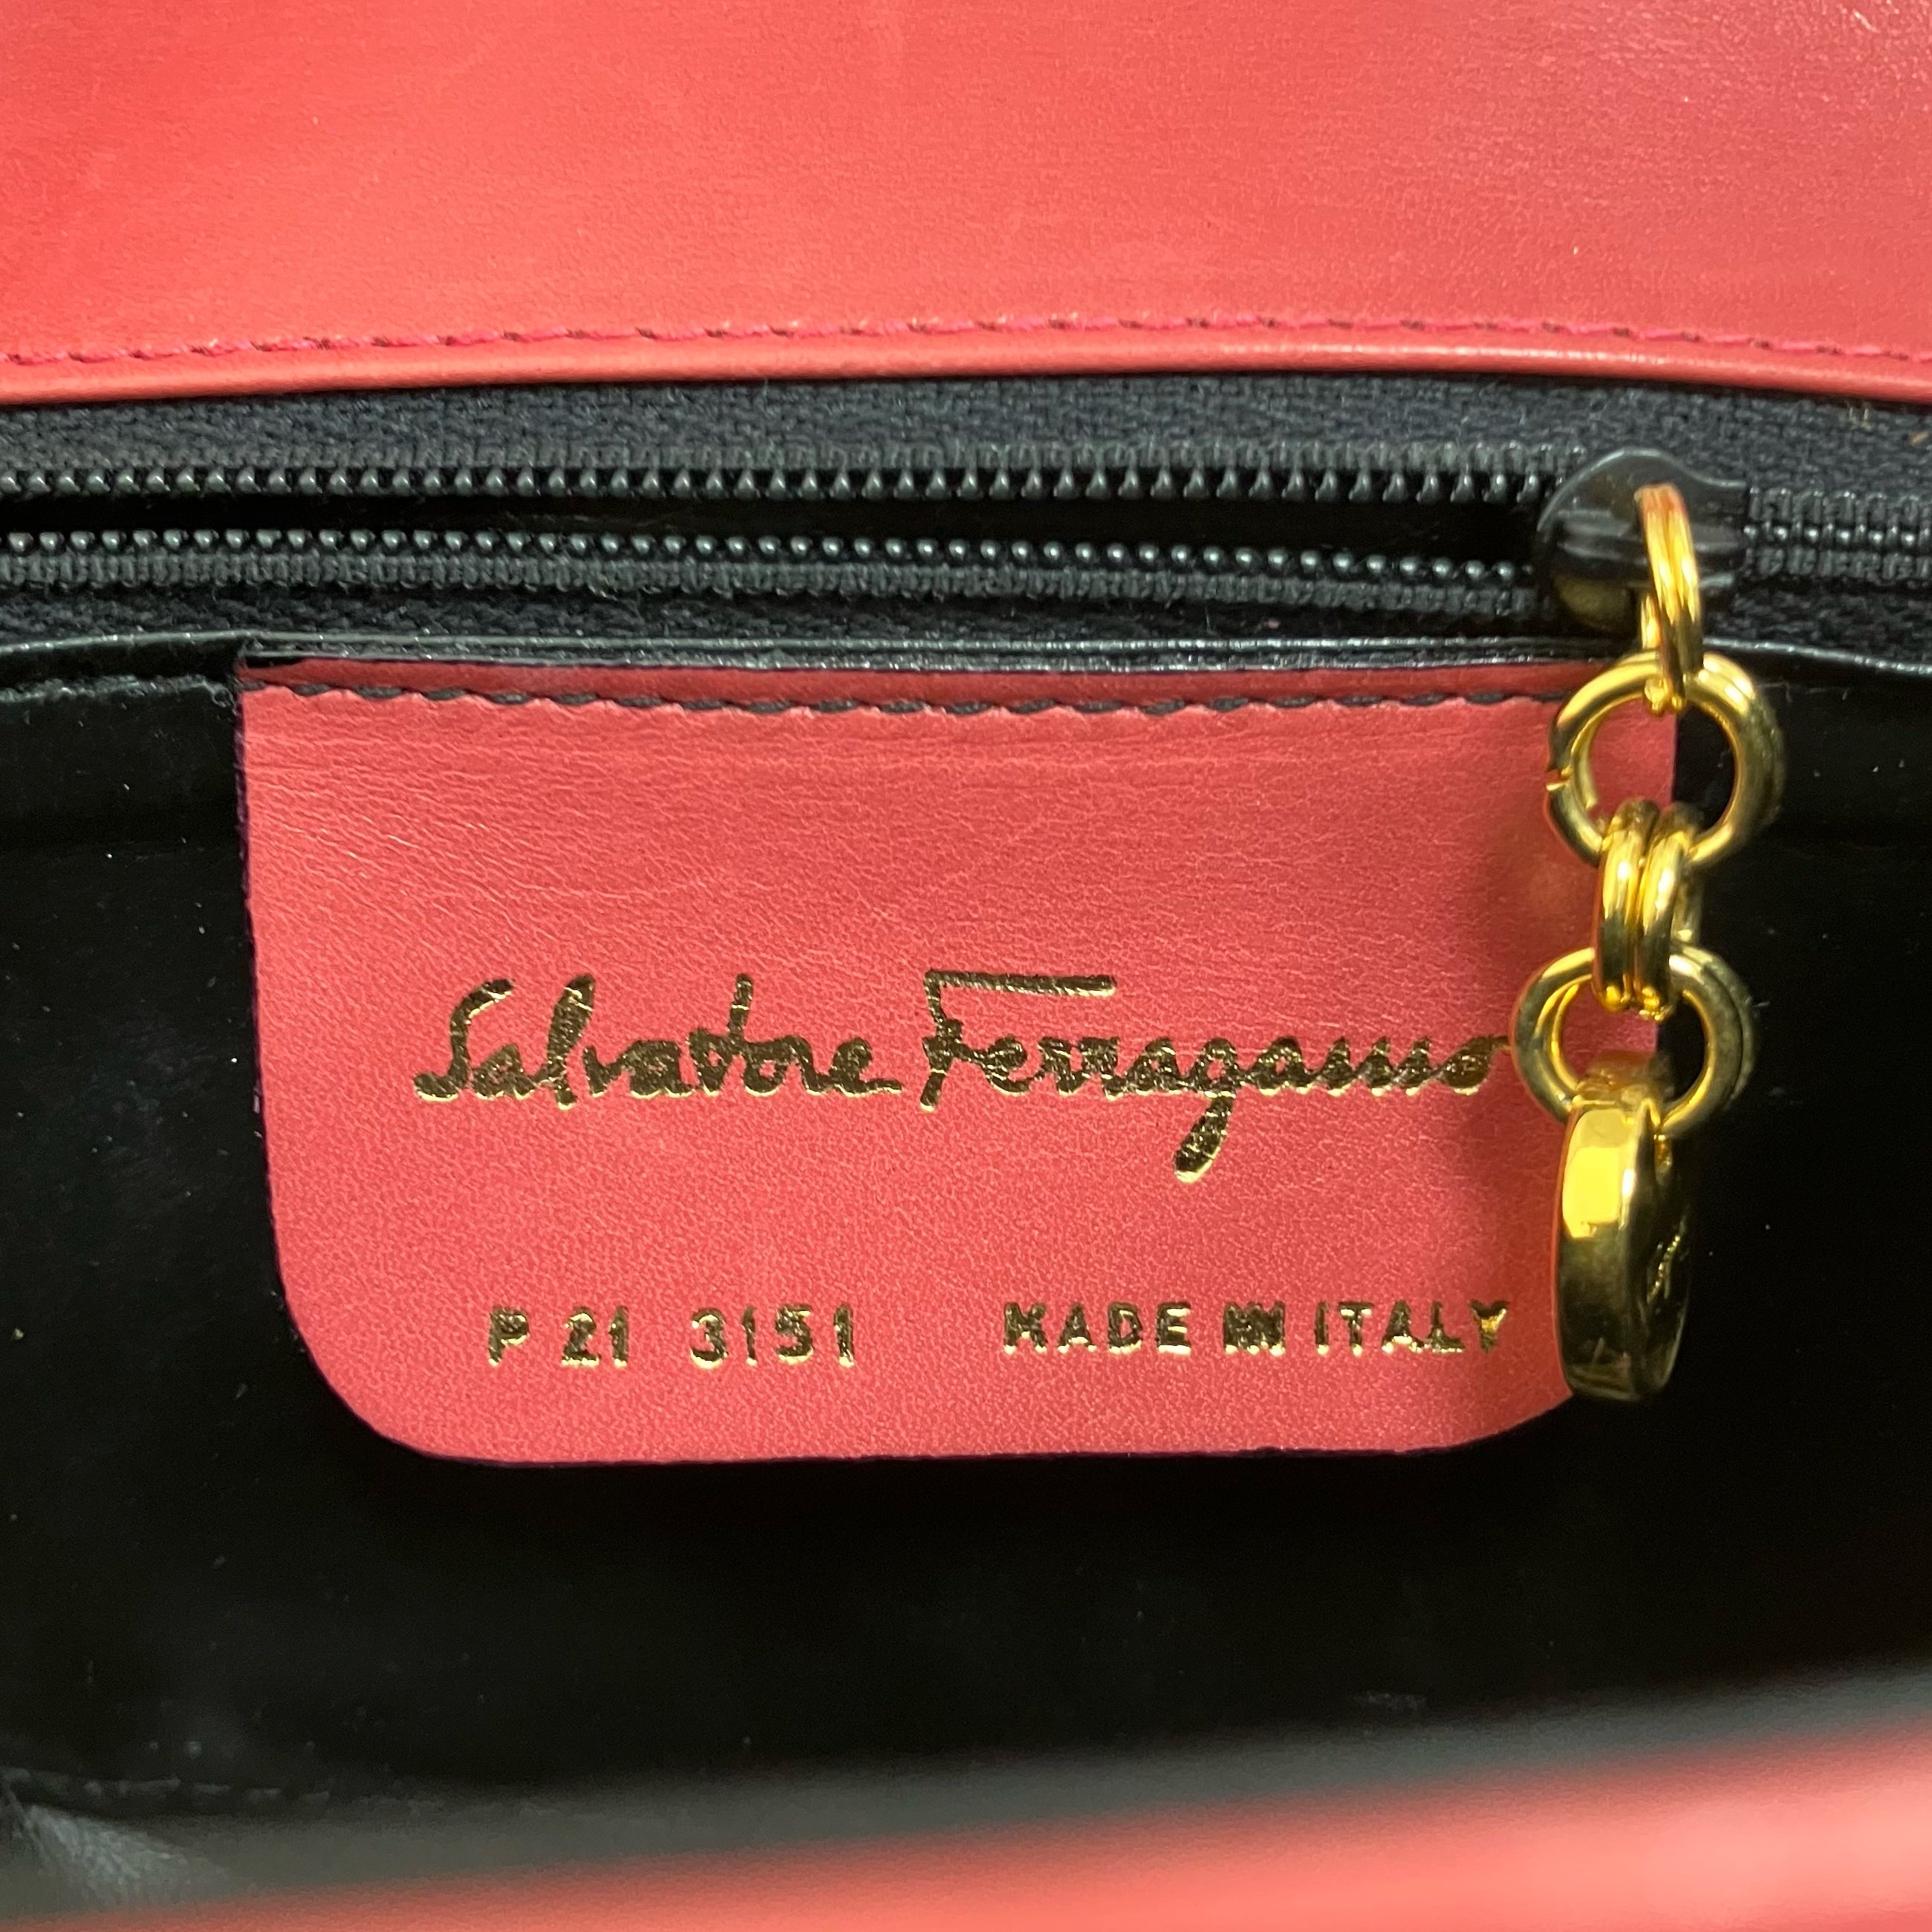 Salvatore Ferragamo
P 21 3151 MADE IN ITALY